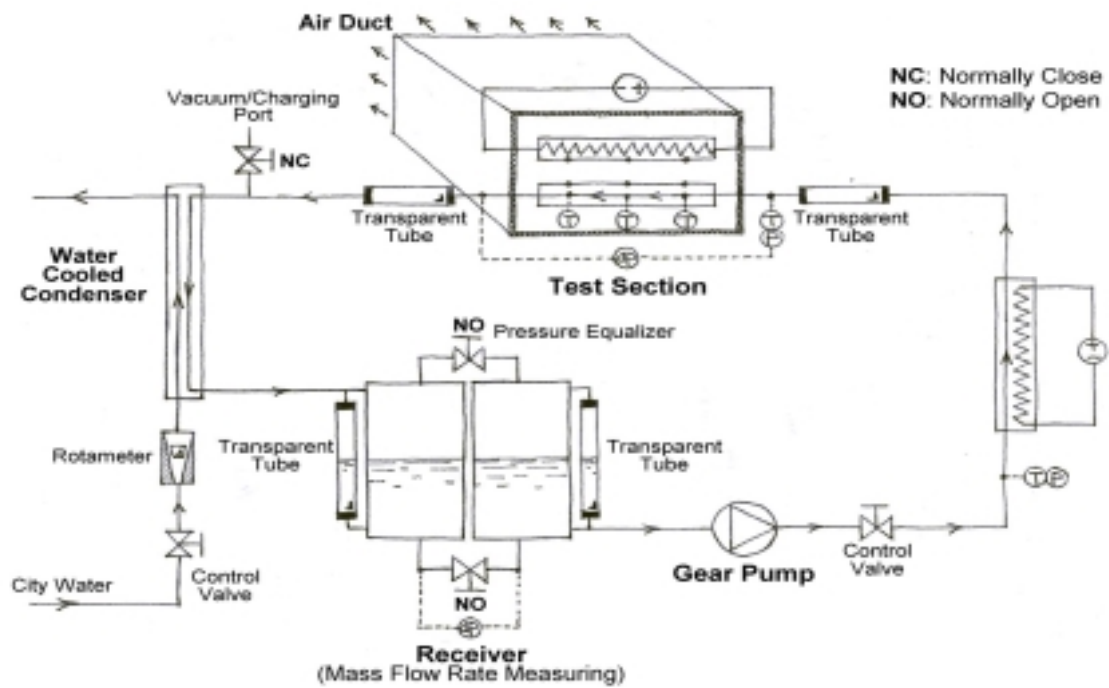 Air Duct
NC: Normally Close
NO: Normally Open
Vacuum/Charging
Port
NC
Transparent
Tube
Transparent
Tube
T
T
T
T
P
Test Section
Water
Cooled
Condenser
NO
Pressure Equalizer
Transparent
Tube
Transparent
Tube
Rotameter
T
P
Control
Valve
Gear Pump
City Water
Control
Valve
NO
Receiver
(Mass Flow Rate Measuring)